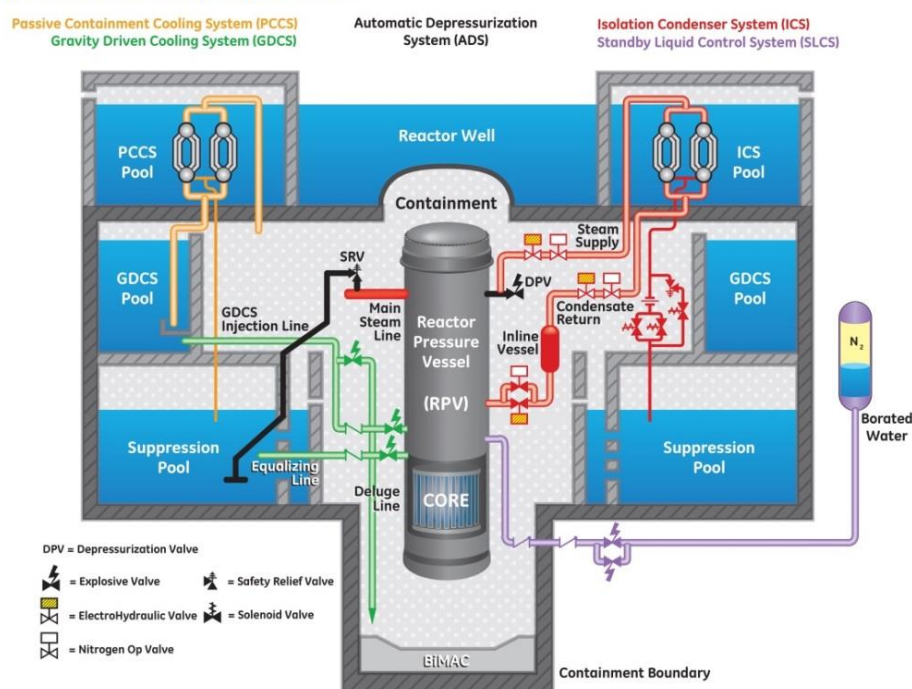 Passive Containment Cooling System (PCCS)
Gravity Driven Cooling System (GDCS)
Automatic Depressurization
System (ADS)
Isolation Condenser System (ICS)
Standby Liquid Control System (SLCS)
PCCS
Pool
Reactor Well
ICS
Pool
Containment
Steam
Supply
GDCS
Pool
SRV
DPV
GDCS
Pool
GDCS
Injection Line
Main
Steam
Line
Reactor
Pressure
Vessel
(RPV)
Inline
Vessel
Condensate
Return
N2
Borated
Water
Suppression
Pool
Equalizing
Line
Suppression
Pool
Deluge
Line
CORE
DPV = Depressurization Valve
= Explosive Valve
= Safety Relief Valve
= ElectroHydraulic Valve
= Solenoid Valve
= Nitrogen Op Valve
BiMAC
Containment Boundary